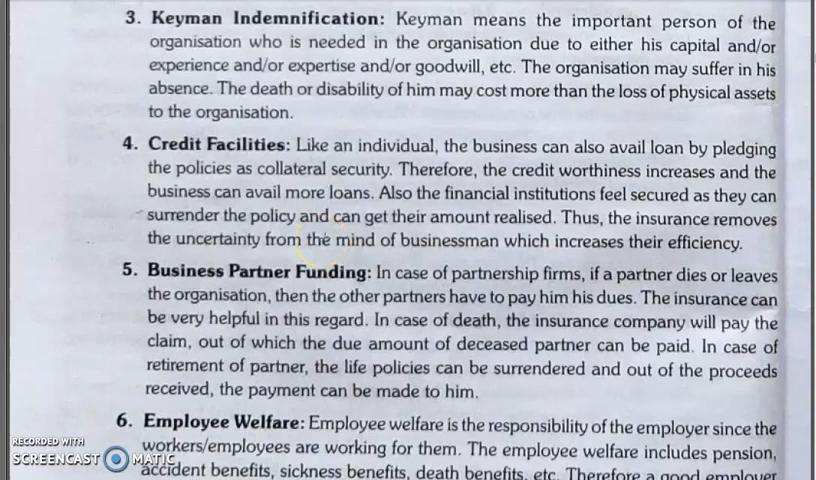 3. Keyman Indemnification: Keyman means the important person of the
organisation who is needed in the organisation due to either his capital and/or
experience and/or expertise and/or goodwill, etc. The organisation may suffer in his
absence. The death or disability of him may cost more than the loss of physical assets
to the organisation.
4. Credit Facilities: Like an individual, the business can also avail loan by pledging
the policies as collateral security. Therefore, the credit worthiness increases and the
business can avail more loans. Also the financial institutions feel secured as they can
surrender the policy and can get their amount realised. Thus, the insurance removes
the uncertainty from the mind of businessman which increases their efficiency.
5. Business Partner Funding: In case of partnership firms, if a partner dies or leaves
the organisation, then the other partners have to pay him his dues. The insurance can
be very helpful in this regard. In case of death, the insurance company will pay the
claim, out of which the due amount of deceased partner can be paid. In case of
retirement of partner, the life policies can be surrendered and out of the proceeds
received, the payment can be made to him.
6. Employee Welfare: Employee welfare is the responsibility of the employer since the
workers/employees are working for them. The employee welfare includes pension,
accident benefits, sickness benefits, death benefits, etc. Therefore a good employer
RECORDED WITH
SCREENCAST MATIC